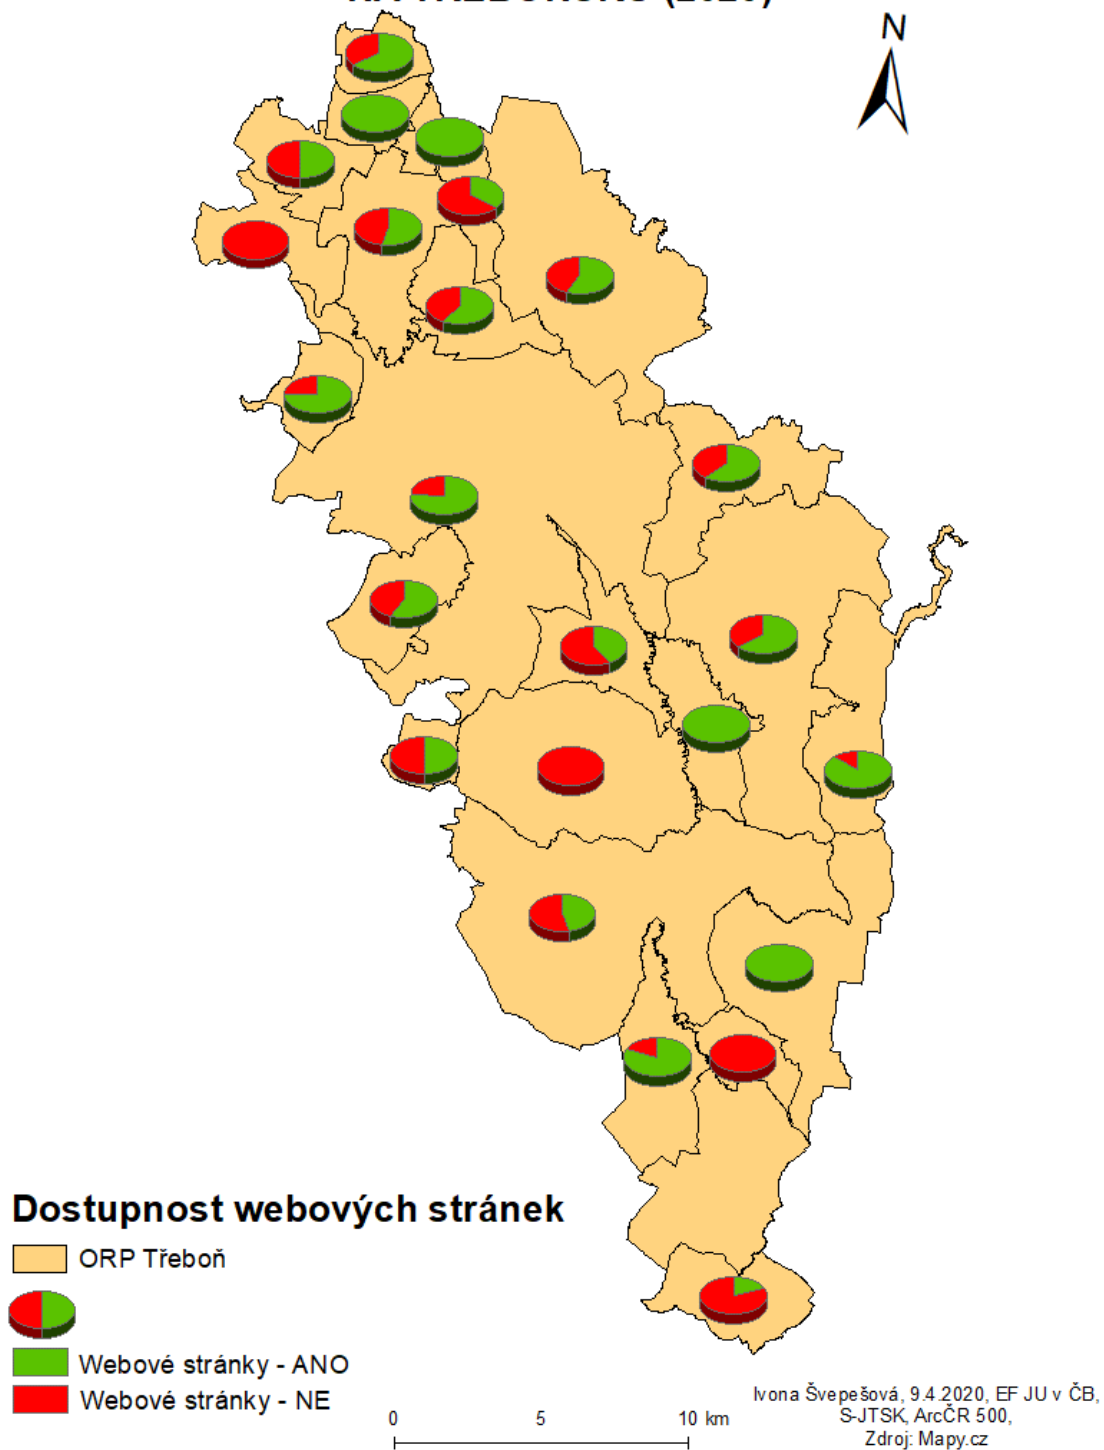 N
Dostupnost webových stránek
ORP Třeboň
Webové stránky - ANO
Webové stránky - NE
0 5 10 km
Ivona Švepešová, 9.4.2020, EF JU v ČB,
S-JTSK, ArcČR 500,
Zdroj: Mapy.cz